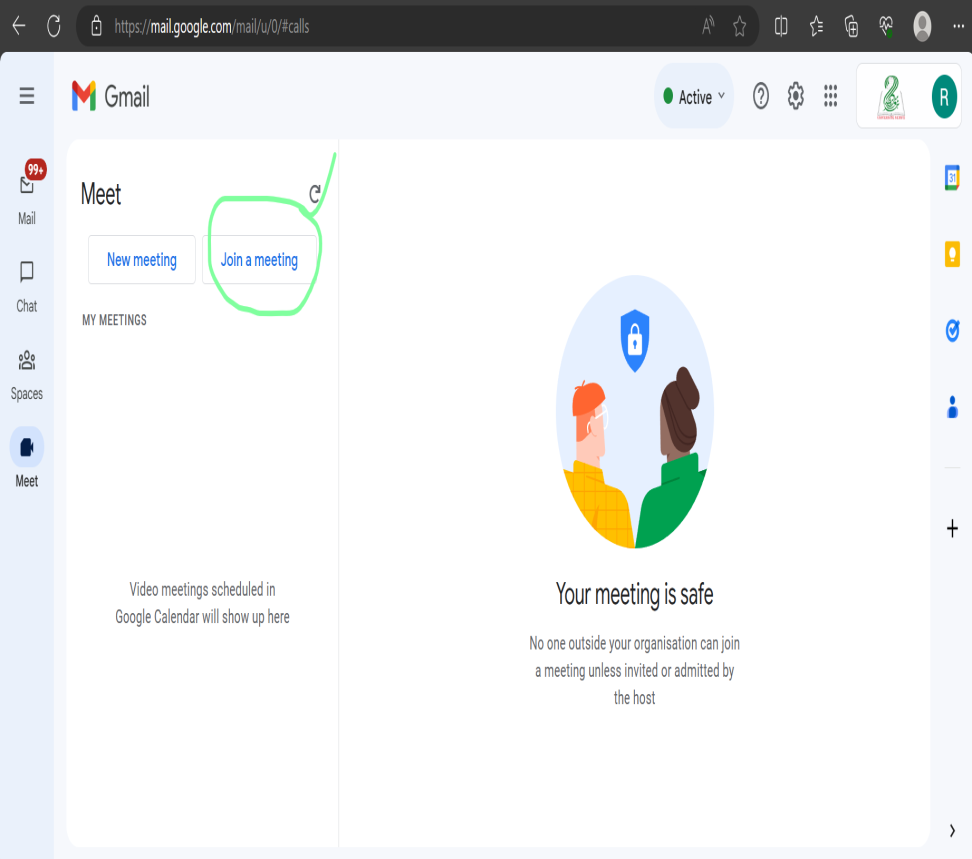 https://mail.google.com/mail/u/0/#calls
Gmail
Active
R
99+
Mail
Chat
Spaces
Meet
Meet
New meeting
Join a meeting
MY MEETINGS
Video meetings scheduled in
Google Calendar will show up here
31
Your meeting is safe
No one outside your organisation can join
a meeting unless invited or admitted by
the host